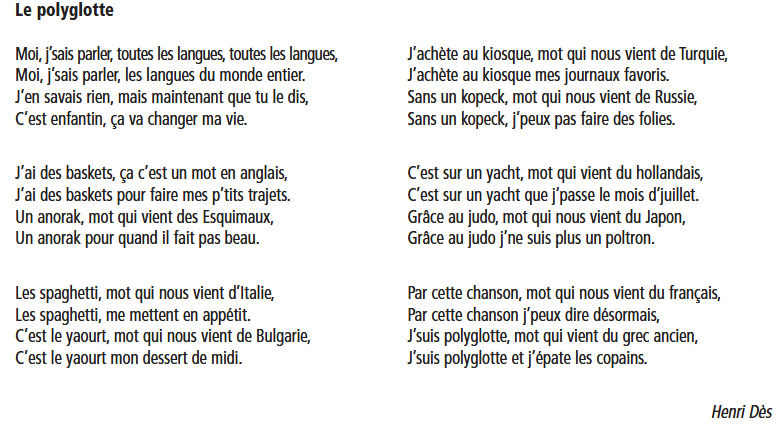 Le polyglotte
Moi, j'sais parler, toutes les langues, toutes les langues,
Moi, j'sais parler, les langues du monde entier.
J'en savais rien, mais maintenant que tu le dis,
C'est enfantin, ça va changer ma vie.
J'ai des baskets, ça c'est un mot en anglais,
J'ai des baskets pour faire mes p'tits trajets.
Un anorak, mot qui vient des Esquimaux,
Un anorak pour quand il fait pas beau.
Les spaghetti, mot qui nous vient d'Italie,
Les spaghetti, me mettent en appétit.
C'est le yaourt, mot qui nous vient de Bulgarie,
C'est le yaourt mon dessert de midi.
J'achète au kiosque, mot qui nous vient de Turquie,
J'achète au kiosque mes journaux favoris.
Sans un kopeck, mot qui nous vient de Russie,
Sans un kopeck, j'peux pas faire des folies.
C'est sur un yacht, mot qui vient du hollandais,
C'est sur un yacht que j'passe le mois d'juillet.
Grâce au judo, mot qui nous vient du Japon,
Grâce au judo j'ne suis plus un poltron.
Par cette chanson, mot qui nous vient du français,
Par cette chanson j'peux dire désormais,
J'suis polyglotte, mot qui vient du grec ancien,
J'suis polyglotte et j'épate les copains.
Henri Dès